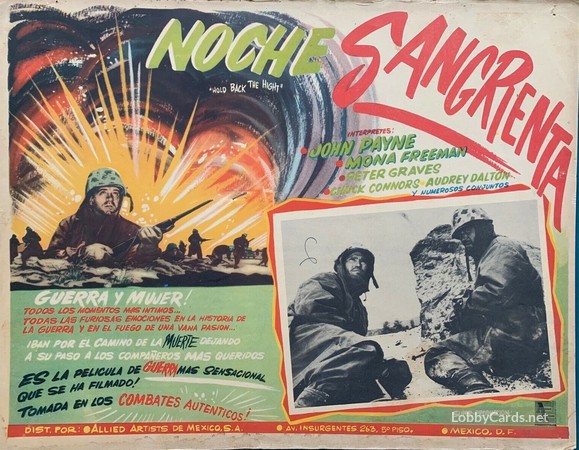 NOCHE
SANGRIENTA
"HOLD BACK THE HIGHT"
INTERPRETES:
• JOHN PAYNE
• MONA FREEMAN
• PETER GRAVES
• CHUCK CONNORS • AUDREY DALTON
Y NUMEROSOS CONJUNTOS
GUERRA Y MUJER!
TODOS LOS MOMENTOS MAS INTIMOS...
TODAS LAS FURIOSAS EMOCIONES EN LA HISTORIA DE
LA GUERRA Y EN EL FUEGO DE UNA VANA PASION...
IBAN POR EL CAMINO DE LA MUERTE DEJANDO
A SU PASO A LOS COMPAÑEROS MAS QUERIDOS
ES LA PELICULA DE GUERRA MAS SENSACIONAL
QUE SE HA FILMADO!
TOMADA EN LOS COMBATES AUTENTICOS!
LobbyCards.net
DIST. POR: • ALLIED ARTISTS DE MEXICO, S.A. • AV. INSURGENTES 263, 5º PISO. • MEXICO, D. F.